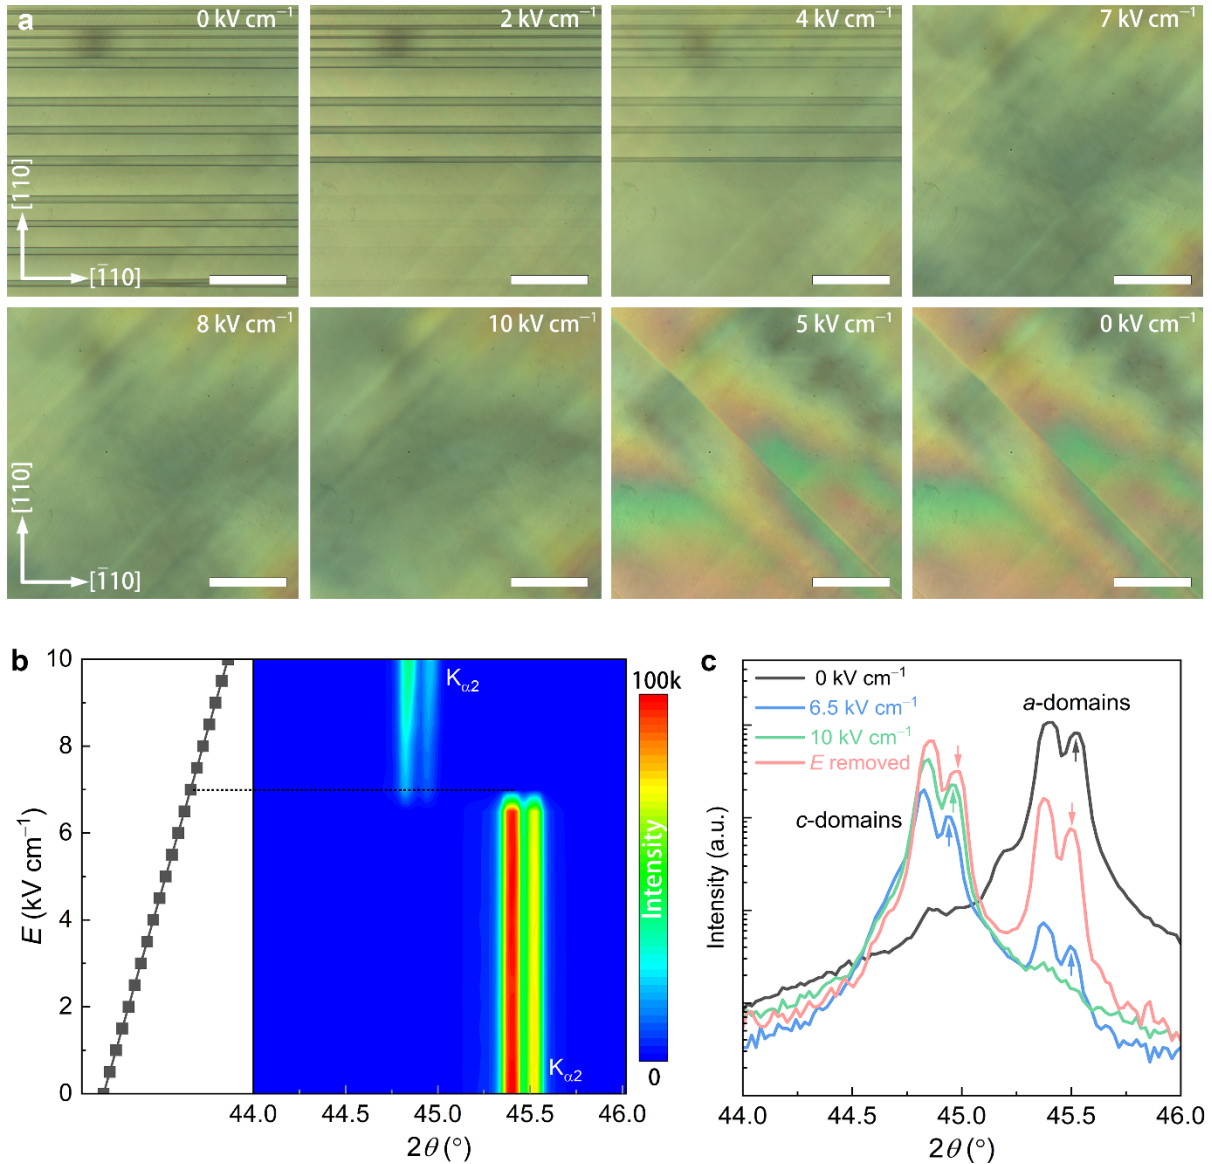 a
0 kV cm⁻¹
2 kV cm⁻¹
4 kV cm⁻¹
7 kV cm⁻¹
[110]
[1̄10]
8 kV cm⁻¹
10 kV cm⁻¹
5 kV cm⁻¹
0 kV cm⁻¹
[110]
[1̄10]
b
10
8
6
4
2
0
E (kV cm⁻¹)
Kα2
Kα2
44.0
44.5
45.0
45.5
46.0
2θ (°)
100k
Intensity
0
c
0 kV cm⁻¹
6.5 kV cm⁻¹
10 kV cm⁻¹
E removed
a-domains
c-domains
Intensity (a.u.)
44.0
44.5
45.0
45.5
46.0
2θ (°)